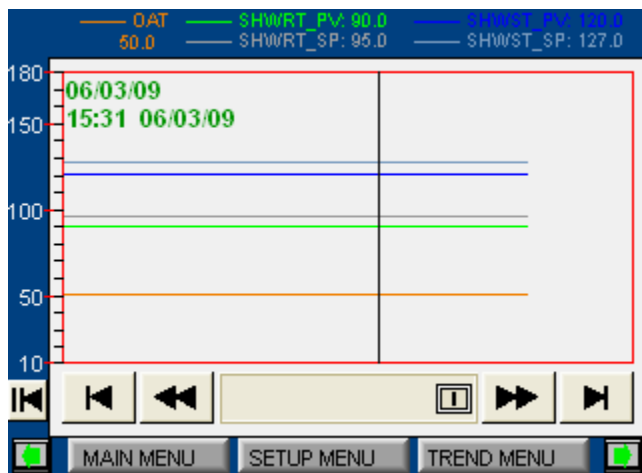 OAT SHWRT_PV: 90.0 SHWST_PV: 120.0
50.0 SHWRT_SP: 95.0 SHWST_SP: 127.0
180
06/03/09
15:31 06/03/09
150
100
50
10
MAIN MENU SETUP MENU TREND MENU